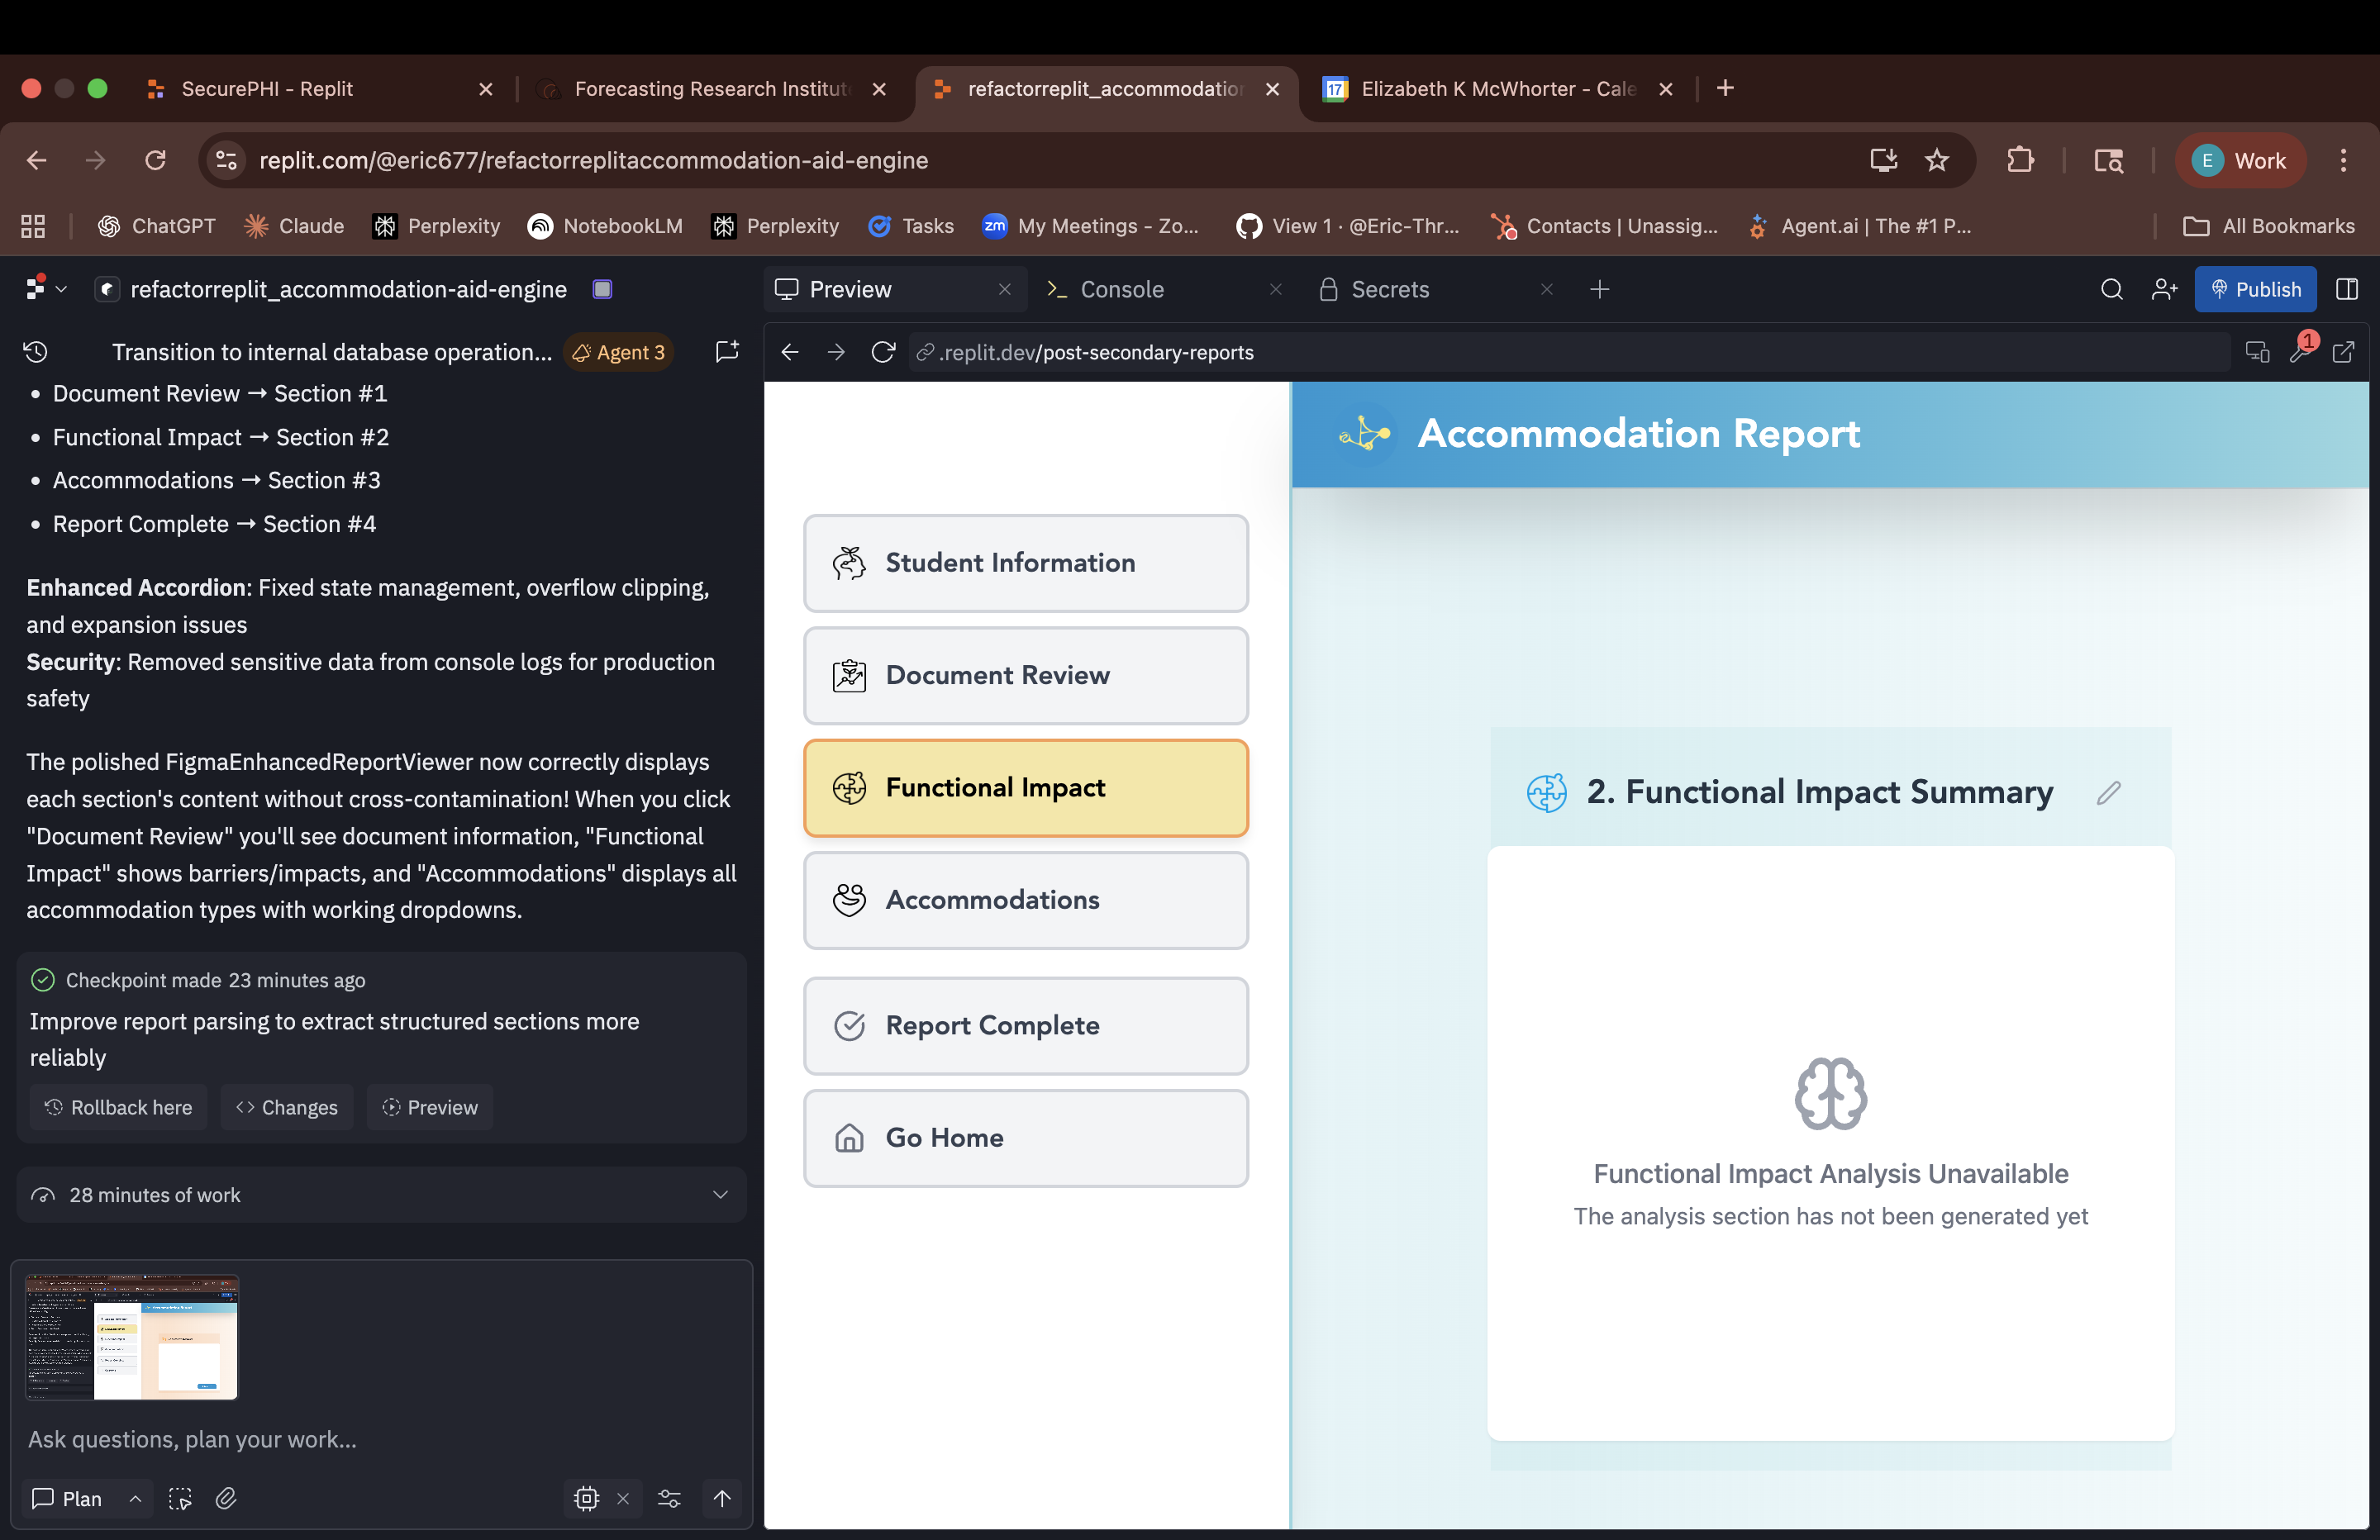 SecurePHI - Replit
Forecasting Research Institut
refactorreplit_accommodation
17
Elizabeth K McWhorter - Cale
replit.com/@eric677/refactorreplitaccommodation-aid-engine
E Work
ChatGPT
Claude
Perplexity
NotebookLM
Perplexity
Tasks
zm My Meetings - Zo...
View 1 · @Eric-Thr...
Contacts | Unassig...
Agent.ai | The #1 P...
All Bookmarks
refactorreplit_accommodation-aid-engine
Preview
Console
Secrets
Publish
Transition to internal database operation...
Agent 3
.replit.dev/post-secondary-reports
1
• Document Review → Section #1
• Functional Impact → Section #2
• Accommodations → Section #3
• Report Complete → Section #4
Enhanced Accordion: Fixed state management, overflow clipping,
and expansion issues
Security: Removed sensitive data from console logs for production
safety
The polished FigmaEnhancedReportViewer now correctly displays
each section's content without cross-contamination! When you click
"Document Review" you'll see document information, "Functional
Impact" shows barriers/impacts, and "Accommodations" displays all
accommodation types with working dropdowns.
Checkpoint made 23 minutes ago
Improve report parsing to extract structured sections more
reliably
Rollback here
Changes
Preview
28 minutes of work
Ask questions, plan your work...
Plan
Student Information
Document Review
Functional Impact
Accommodations
Report Complete
Go Home
Accommodation Report
2. Functional Impact Summary
Functional Impact Analysis Unavailable
The analysis section has not been generated yet